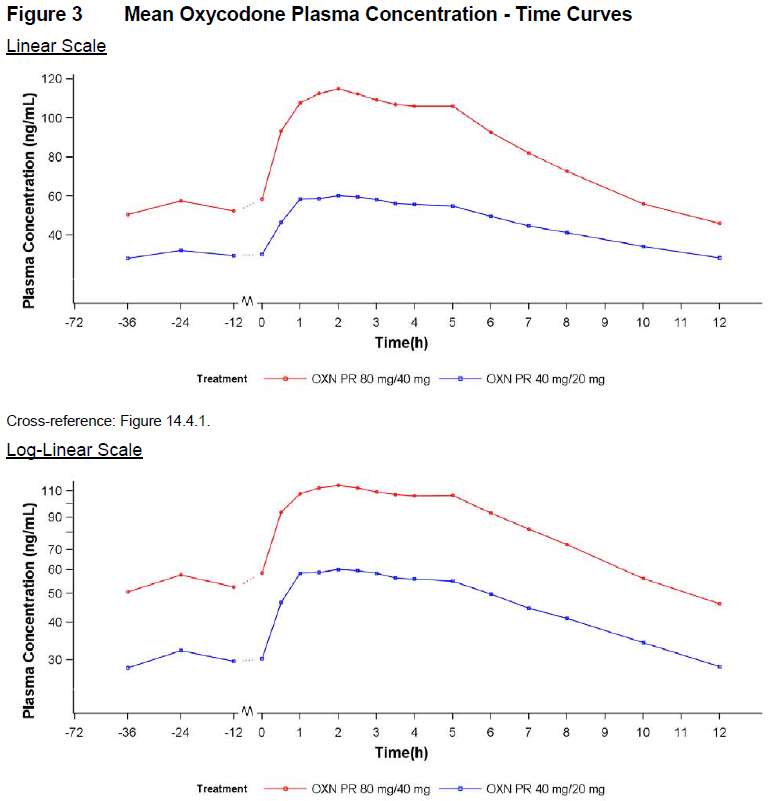 Figure 3 Mean Oxycodone Plasma Concentration - Time Curves
Linear Scale
Plasma Concentration (ng/mL)
120
100
80
60
40
-72 -36 -24 -12 0 1 2 3 4 5 6 7 8 9 10 11 12
Time(h)
Treatment OXN PR 80 mg/40 mg OXN PR 40 mg/20 mg
Cross-reference: Figure 14.4.1.
Log-Linear Scale
Plasma Concentration (ng/mL)
110
90
70
60
50
40
30
-72 -36 -24 -12 0 1 2 3 4 5 6 7 8 9 10 11 12
Time(h)
Treatment OXN PR 80 mg/40 mg OXN PR 40 mg/20 mg